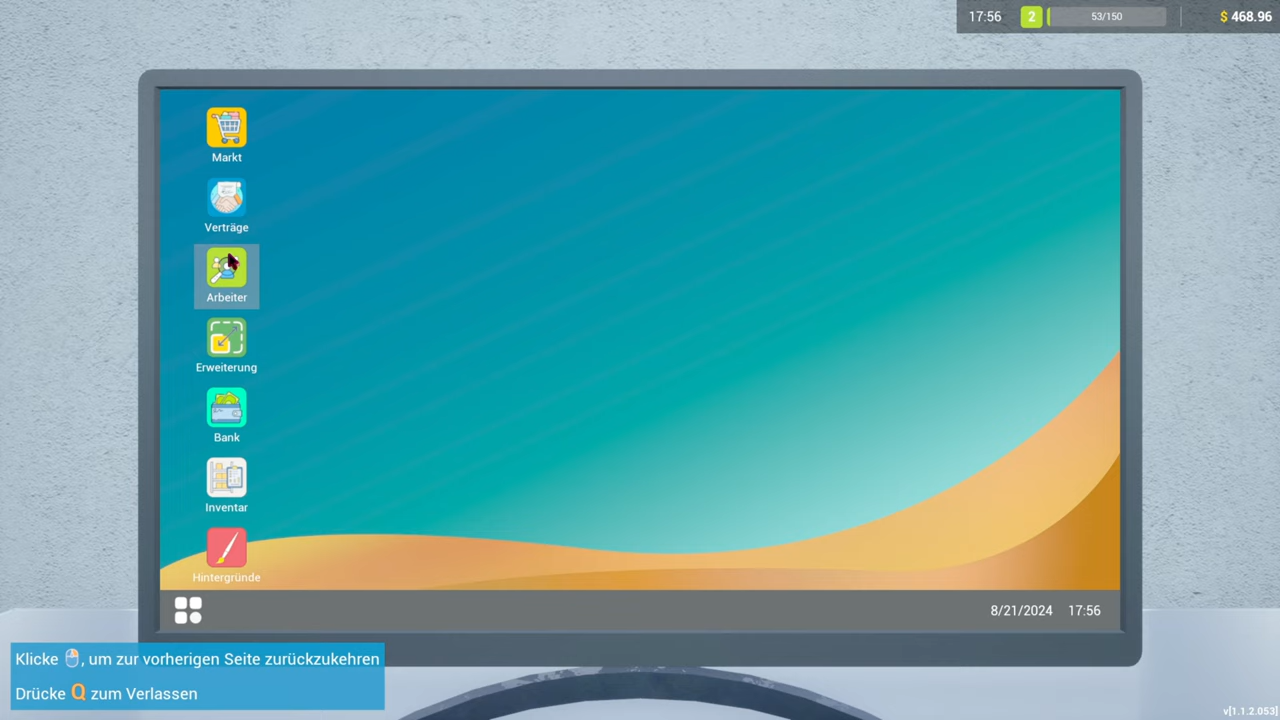 17:56 2 53/150 $ 468.96
Markt
Verträge
Arbeiter
Erweiterung
Bank
Inventar
Hintergründe
8/21/2024 17:56
Klicke , um zur vorherigen Seite zurückzukehren
Drücke Q zum Verlassen
v[1.1.2.053]